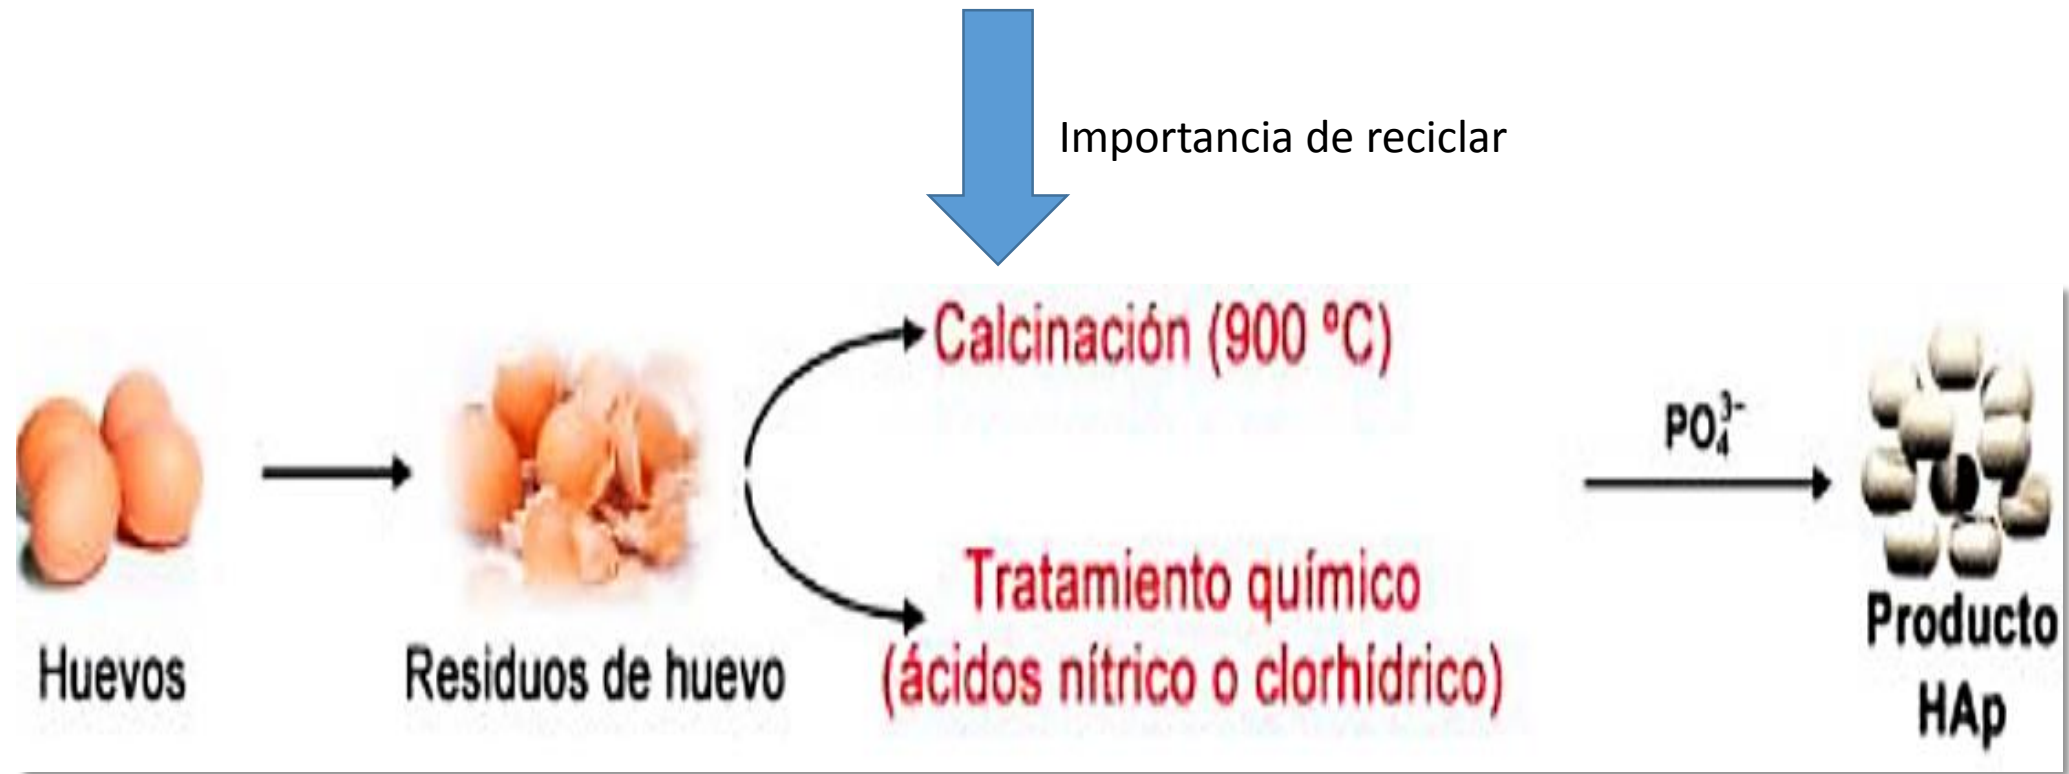 Importancia de reciclar
Calcinación (900 ºC)
PO₄³⁻
Tratamiento químico
(ácidos nítrico o clorhídrico)
Huevos
Residuos de huevo
Producto
HAp